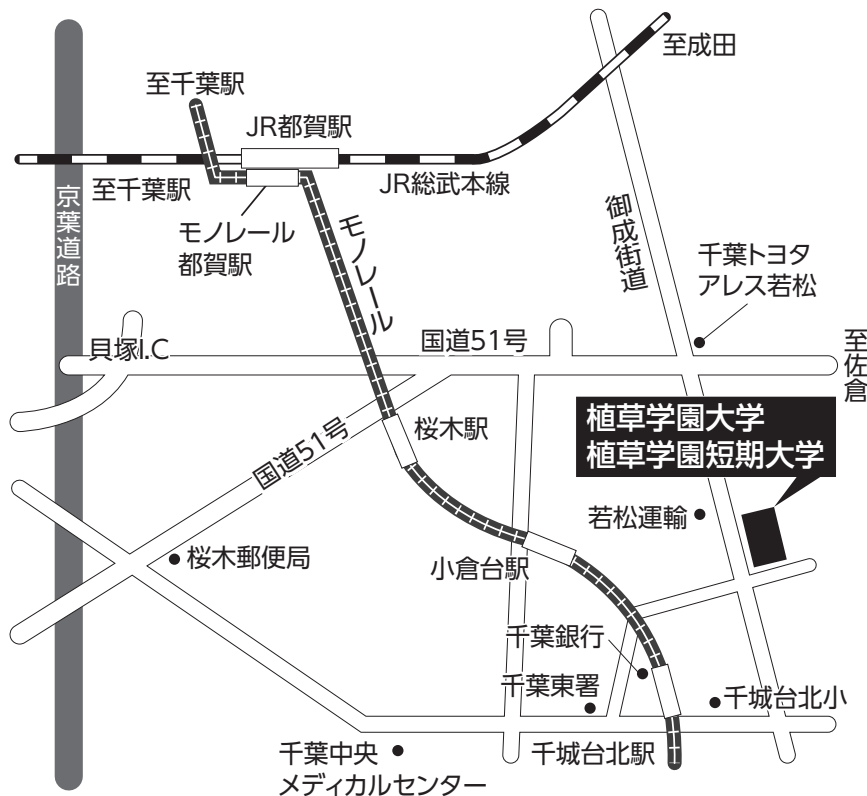 至成田
至千葉駅
JR都賀駅
至千葉駅
JR総武本線
京葉道路
モノレール
都賀駅
モノレール
御成街道
千葉トヨタ
アレス若松
貝塚I.C
国道51号
至佐倉
国道51号
桜木駅
植草学園大学
植草学園短期大学
若松運輸
桜木郵便局
小倉台駅
千葉銀行
千葉東署
千城台北小
千葉中央
メディカルセンター
千城台北駅